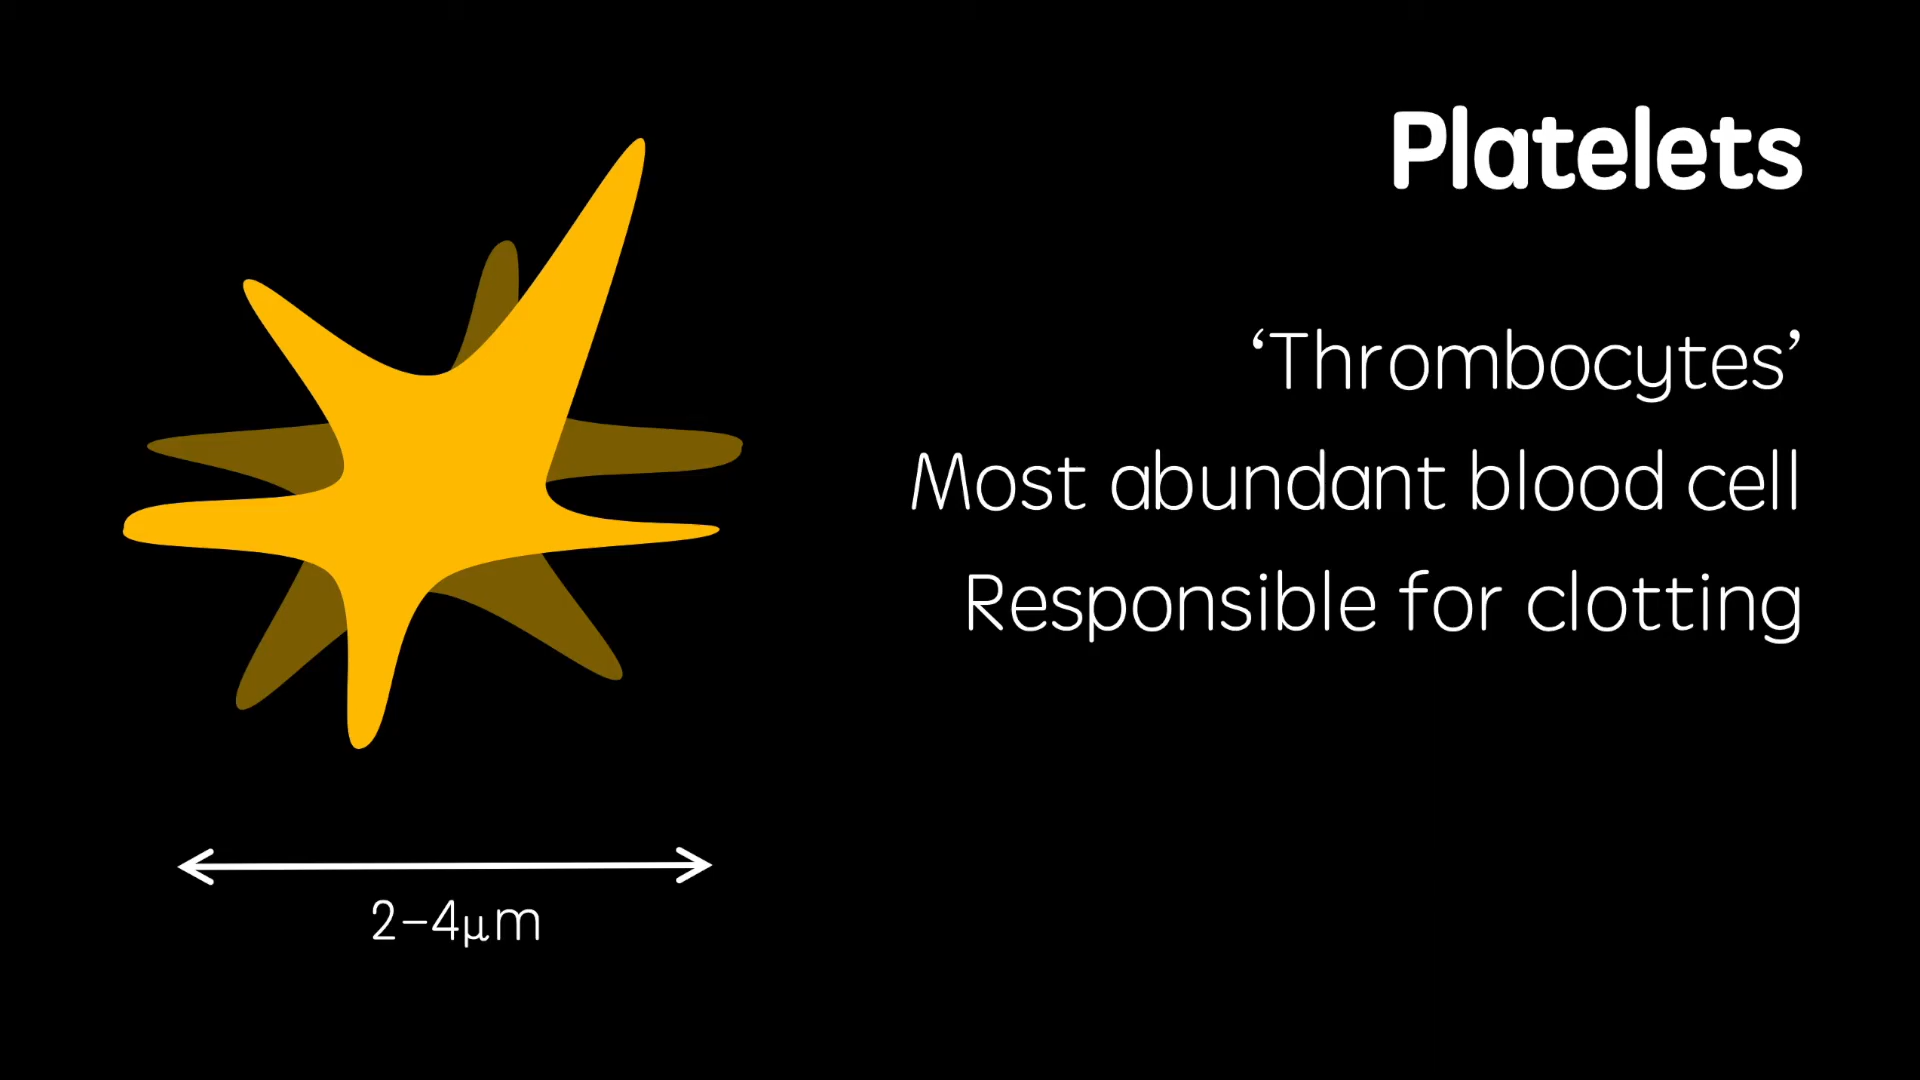 Platelets
‘Thrombocytes’
Most abundant blood cell
Responsible for clotting
2–4μm